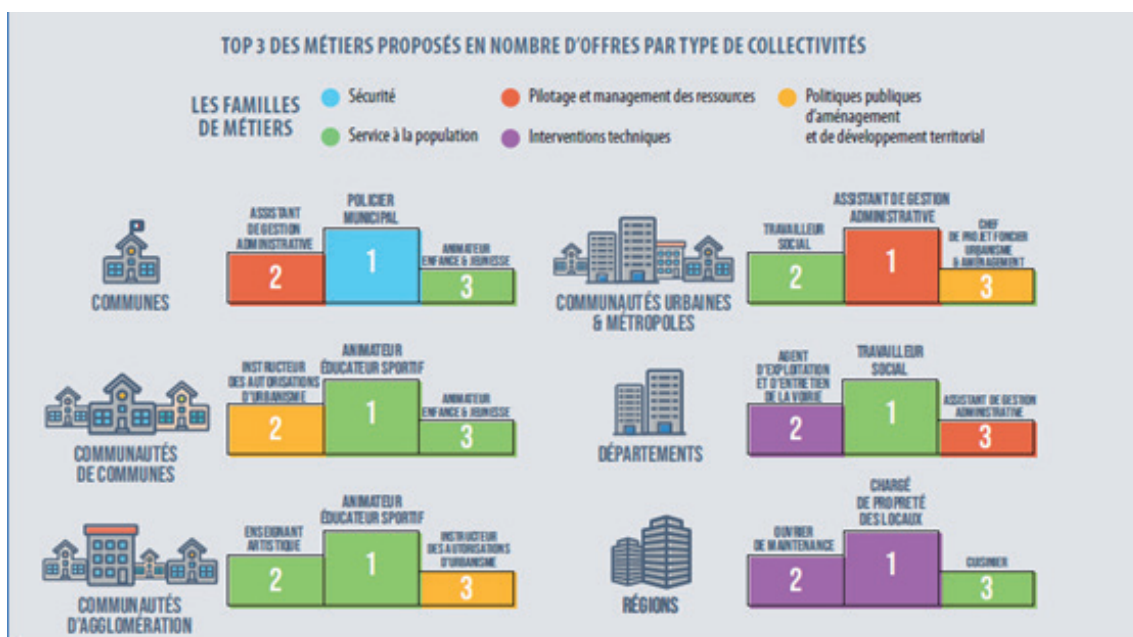 TOP 3 DES MÉTIERS PROPOSÉS EN NOMBRE D'OFFRES PAR TYPE DE COLLECTIVITÉS
LES FAMILLES
DE MÉTIERS
Sécurité
Pilotage et management des ressources
Politiques publiques
d'aménagement
et de développement territorial
Service à la population
Interventions techniques
COMMUNES
ASSISTANT
DE GESTION
ADMINISTRATIVE
2
POLICIER
MUNICIPAL
1
ANIMATEUR
ENFANCE & JEUNESSE
3
COMMUNAUTÉS URBAINES
& MÉTROPOLES
TRAVAILLEUR
SOCIAL
2
ASSISTANT DE GESTION
ADMINISTRATIVE
1
CHEF
DE PROJET FONCIER
URBANISME
& AMÉNAGEMENT
3
COMMUNAUTÉS
DE COMMUNES
INSTRUCTEUR
DES AUTORISATIONS
D'URBANISME
2
ANIMATEUR
ÉDUCATEUR SPORTIF
1
ANIMATEUR
ENFANCE & JEUNESSE
3
DÉPARTEMENTS
AGENT
D'EXPLOITATION
ET D'ENTRETIEN
DE LA VOIRIE
2
TRAVAILLEUR
SOCIAL
1
ASSISTANT DE GESTION
ADMINISTRATIVE
3
COMMUNAUTÉS
D'AGGLOMÉRATION
ENSEIGNANT
ARTISTIQUE
2
ANIMATEUR
ÉDUCATEUR SPORTIF
1
INSTRUCTEUR
DES AUTORISATIONS
D'URBANISME
3
RÉGIONS
OUVRIER
DE MAINTENANCE
2
CHARGÉ
DE PROPRETÉ
DES LOCAUX
1
CUISINIER
3